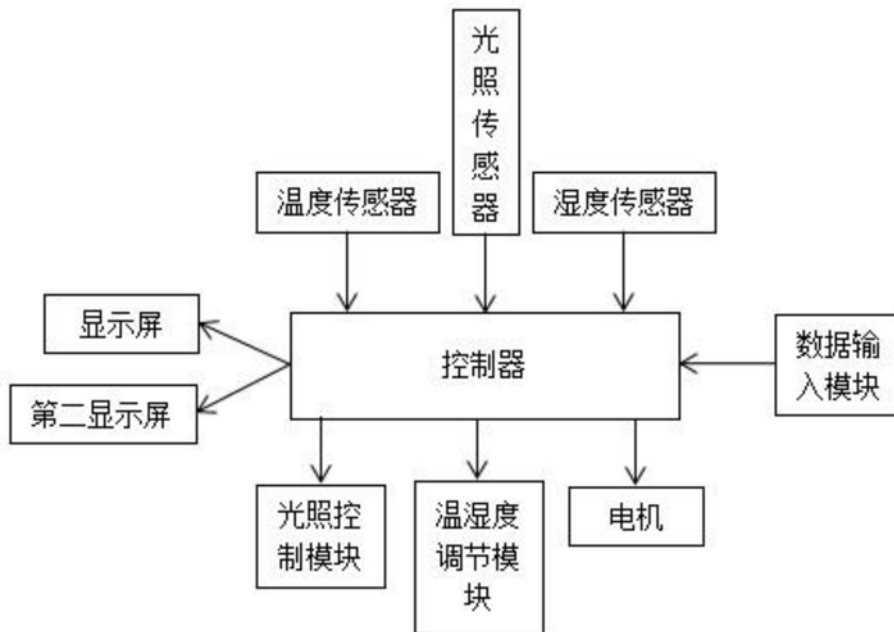 光
照
传
感
器
温度传感器
湿度传感器
显示屏
第二显示屏
控制器
数据输
入模块
光照控
制模块
温湿度
调节模
块
电机